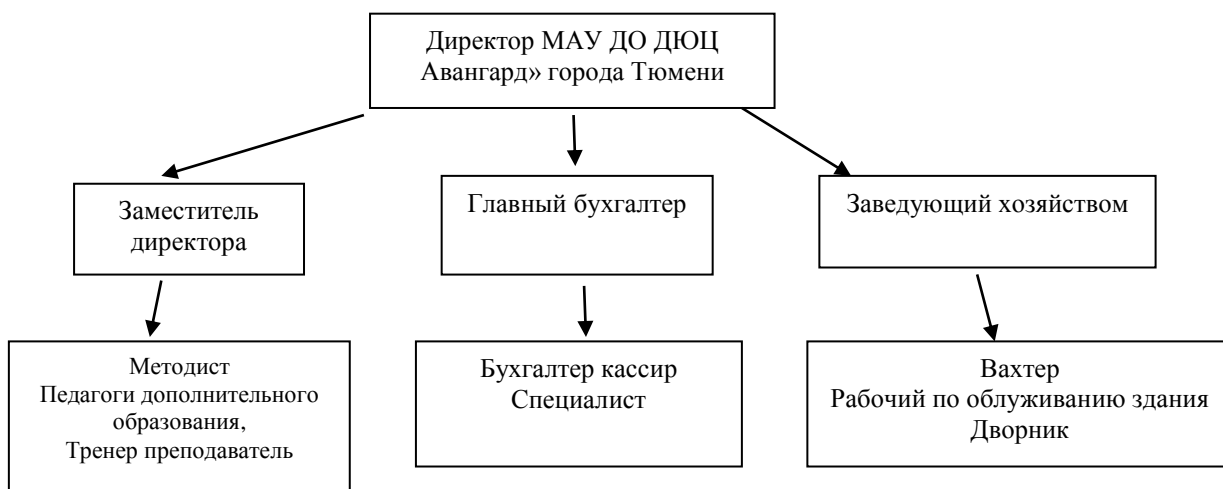 Директор МАУ ДО ДЮЦ
Авангард» города Тюмени
Заместитель
директора
Главный бухгалтер
Заведующий хозяйством
Методист
Педагоги дополнительного
образования,
Тренер преподаватель
Бухгалтер кассир
Специалист
Вахтер
Рабочий по облуживанию здания
Дворник